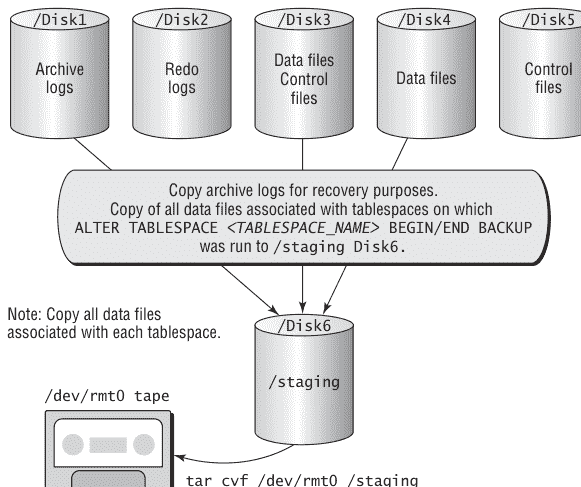 /Disk1
/Disk2
/Disk3
/Disk4
/Disk5
Archive
logs
Redo
logs
Data files
Control
files
Data files
Control
files
Copy archive logs for recovery purposes.
Copy of all data files associated with tablespaces on which
ALTER TABLESPACE <TABLESPACE_NAME> BEGIN/END BACKUP
was run to /staging Disk6.
Note: Copy all data files
associated with each tablespace.
/Disk6
/staging
/dev/rmt0 tape
tar cvf /dev/rmt0 /staging